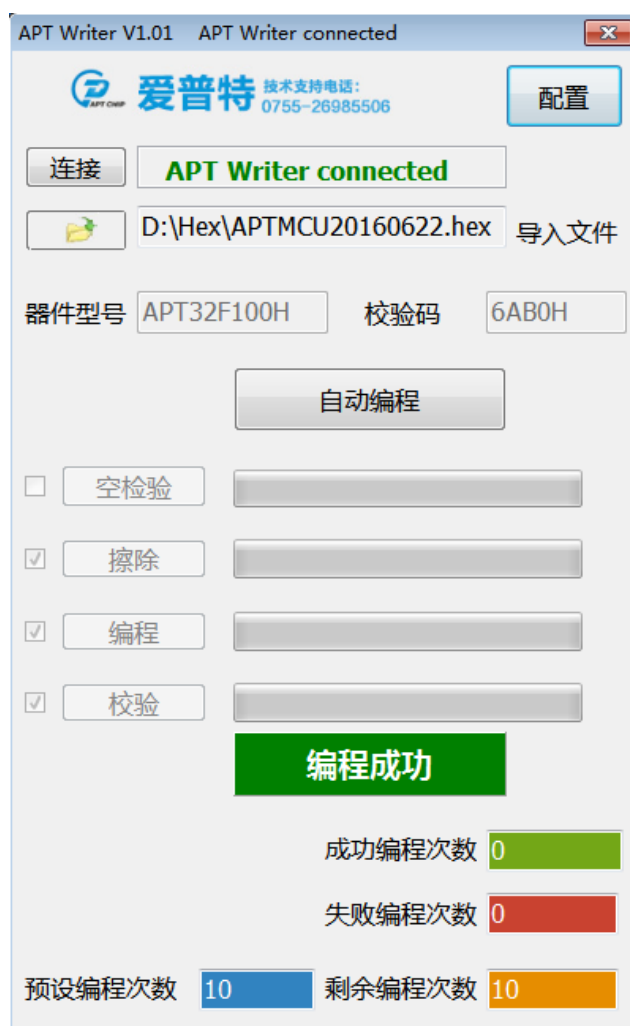 APT Writer V1.01 APT Writer connected
APT CHIP 爱普特 技术支持电话:
0755-26985506
配置
连接 APT Writer connected
D:\Hex\APTMCU20160622.hex 导入文件
器件型号 APT32F100H 校验码 6AB0H
自动编程
空检验
擦除
编程
校验
编程成功
成功编程次数 0
失败编程次数 0
预设编程次数 10 剩余编程次数 10